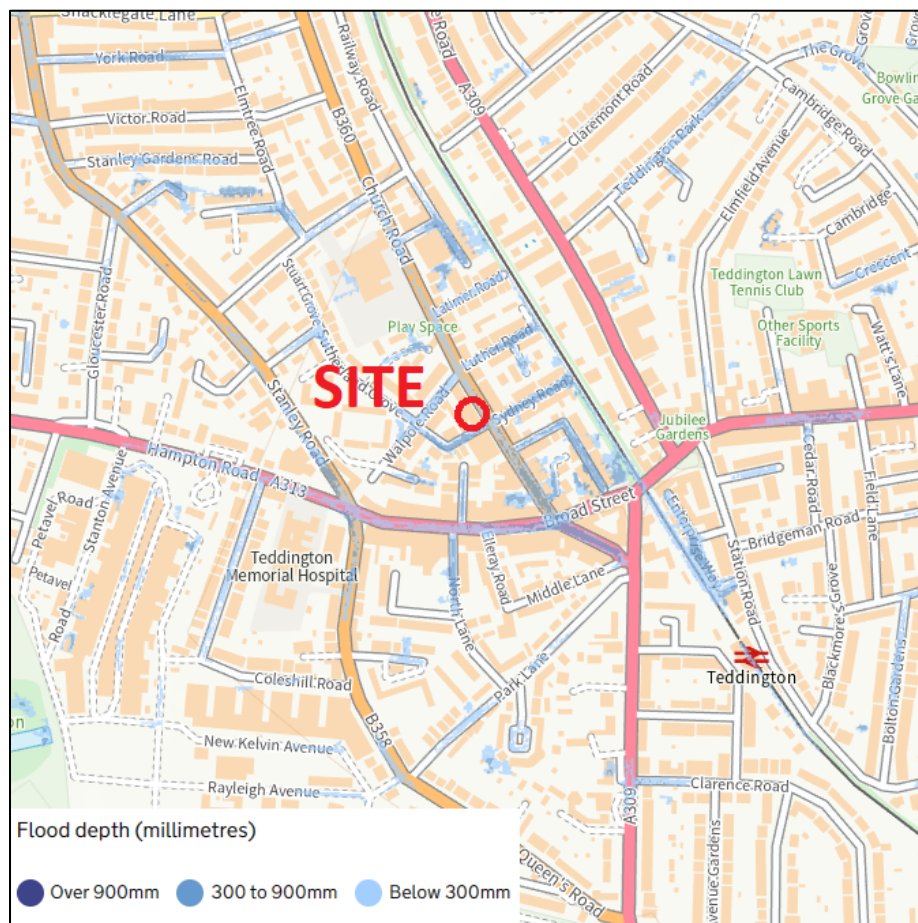 Shacklegate Lane
York Road
Victor Road
Elmtree Road
Stanley Gardens Road
B360
Railway Road
A309
Road
Claremont Road
Teddington Park
The Grove
Grove
Bowlin
Grove Ga
Cambridge Road
Elmfield Avenue
Cambridge
Crescent
Church Road
Latimer Road
Play Space
Luther Road
Stuart Grove
Sutherland Grove
Gloucester Road
Stanley Road
SITE
Walpole Road
Sydney Road
Teddington Lawn
Tennis Club
Other Sports
Facility
Watt's Lane
Jubilee
Gardens
Hampton Road
A313
Stanton Avenue
Petavel Road
Petavel
Road
Teddington
Memorial Hospital
Broad Street
Elleray Road
North Lane
Middle Lane
Park Lane
Enterprise Way
Station Road
Bridgeman Road
Cedar Road
Field Lane
Blackmore's Grove
Bolton Gardens
Teddington
Coleshill Road
New Kelvin Avenue
Rayleigh Avenue
B358
on
A309
Clarence Road
Avenue Gardens
Queen's Road
Flood depth (millimetres)
Over 900mm 300 to 900mm Below 300mm